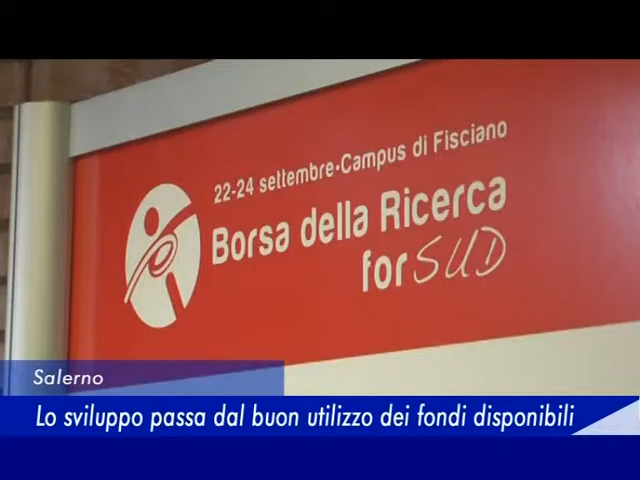 22-24 settembre•Campus di Fisciano
Borsa della Ricerca
for SUD
Salerno
Lo sviluppo passa dal buon utilizzo dei fondi disponibili